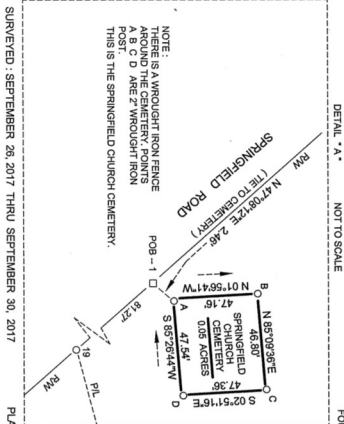 DETAIL "A"
NOT TO SCALE
R/W
SPRINGFIELD ROAD
N 47°08'12"E 2.46'
( TIE TO CEMETERY )
NOTE :
THERE IS A WROUGHT IRON FENCE
AROUND THE CEMETERY. POINTS
A B C D ARE 2" WROUGHT IRON
POST.
THIS IS THE SPRINGFIELD CHURCH CEMETERY.
POB -- 1
B
N 85°09'36"E
46.80'
C
N 01°56'41"W
47.16'
SPRINGFIELD
CHURCH
CEMETERY
0.05 ACRES
47.36'
S 02°51'16"E
A
47.54'
S 85°26'44"W
D
81.27'
19
P/L
R/W
SURVEYED : SEPTEMBER 26, 2017 THRU SEPTEMBER 30, 2017